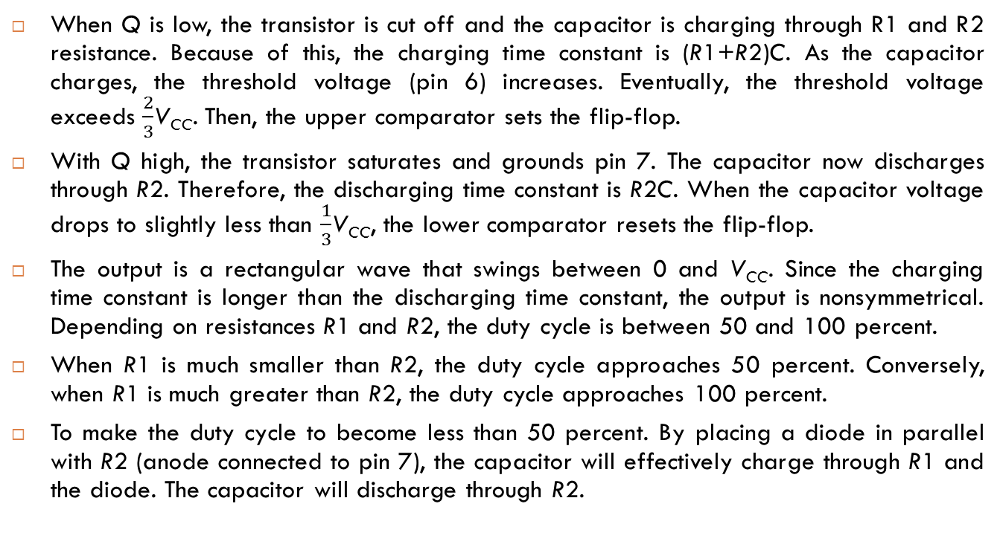 When Q is low, the transistor is cut off and the capacitor is charging through R1 and R2
resistance. Because of this, the charging time constant is (R1+R2)C. As the capacitor
charges, the threshold voltage (pin 6) increases. Eventually, the threshold voltage
exceeds 2/3 VCC. Then, the upper comparator sets the flip-flop.
With Q high, the transistor saturates and grounds pin 7. The capacitor now discharges
through R2. Therefore, the discharging time constant is R2C. When the capacitor voltage
drops to slightly less than 1/3 VCC, the lower comparator resets the flip-flop.
The output is a rectangular wave that swings between 0 and VCC. Since the charging
time constant is longer than the discharging time constant, the output is nonsymmetrical.
Depending on resistances R1 and R2, the duty cycle is between 50 and 100 percent.
When R1 is much smaller than R2, the duty cycle approaches 50 percent. Conversely,
when R1 is much greater than R2, the duty cycle approaches 100 percent.
To make the duty cycle to become less than 50 percent. By placing a diode in parallel
with R2 (anode connected to pin 7), the capacitor will effectively charge through R1 and
the diode. The capacitor will discharge through R2.